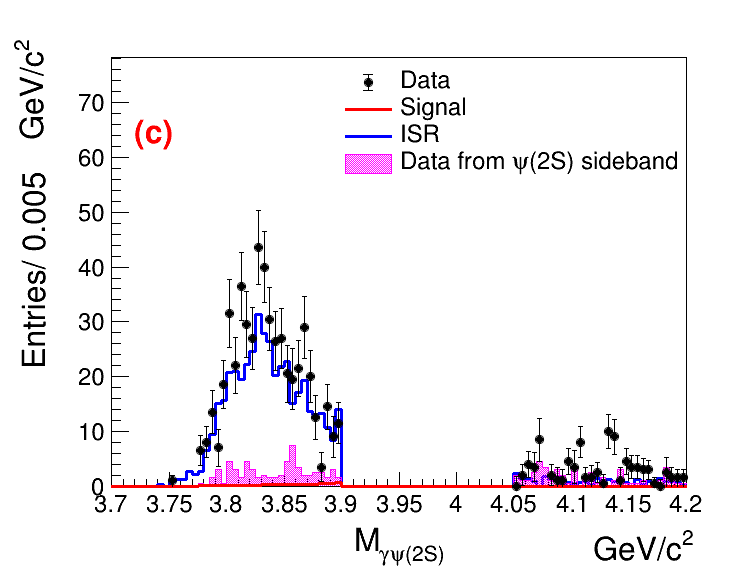 Entries/ 0.005 GeV/c²
70
60
50
40
30
20
10
0
(c)
Data
Signal
ISR
Data from ψ(2S) sideband
3.7 3.75 3.8 3.85 3.9 3.95 4 4.05 4.1 4.15 4.2
M_γψ(2S)
GeV/c²